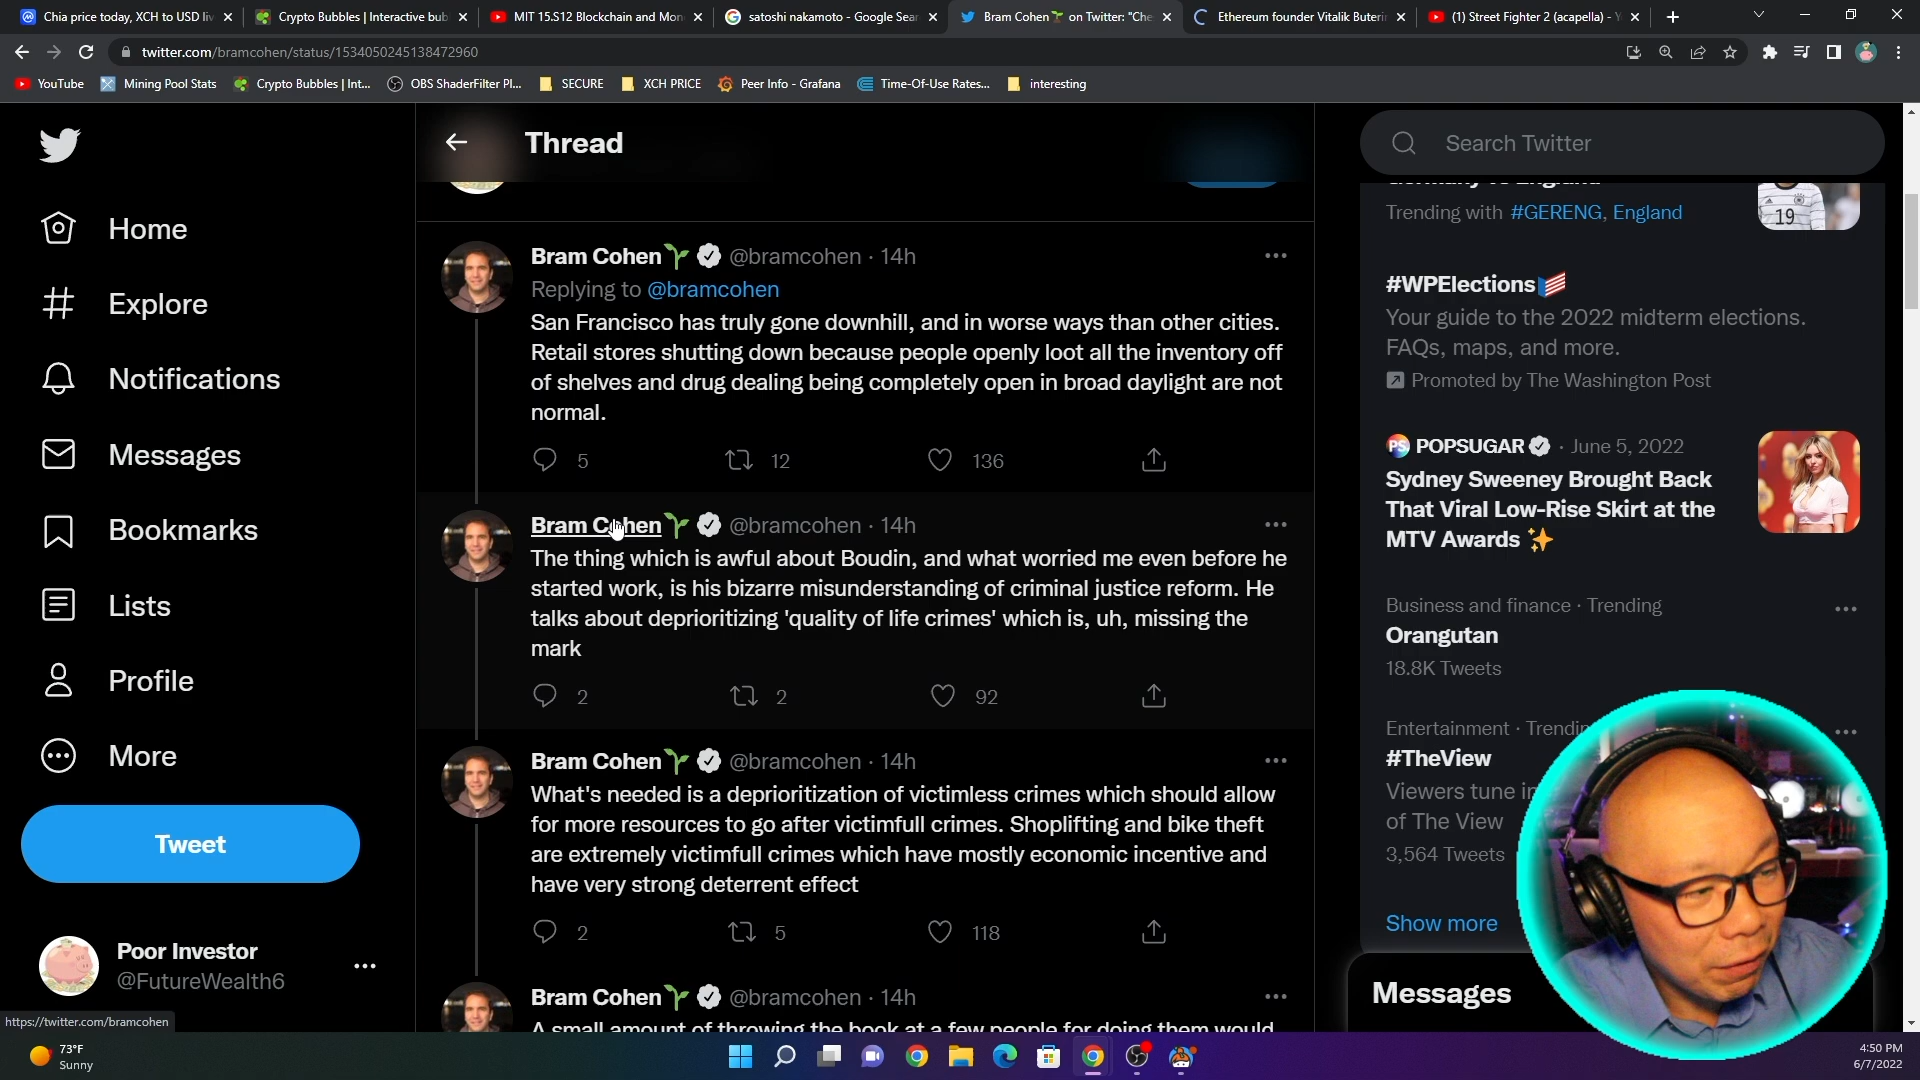 Chia price today, XCH to USD liv
Crypto Bubbles | Interactive bub
MIT 15.S12 Blockchain and Mon
satoshi nakamoto - Google Sear
Bram Cohen🌱 on Twitter: "Che
Ethereum founder Vitalik Buterin
(1) Street Fighter 2 (acapella) - Y
twitter.com/bramcohen/status/1534050245138472960
YouTube
Mining Pool Stats
Crypto Bubbles | Int...
OBS ShaderFilter Pl...
SECURE
XCH PRICE
Peer Info - Grafana
Time-Of-Use Rates...
interesting
Home
Explore
Notifications
Messages
Bookmarks
Lists
Profile
More
Tweet
Poor Investor
@FutureWealth6
https://twitter.com/bramcohen
Thread
Bram Cohen🌱 @bramcohen · 14h
Replying to @bramcohen
San Francisco has truly gone downhill, and in worse ways than other cities.
Retail stores shutting down because people openly loot all the inventory off
of shelves and drug dealing being completely open in broad daylight are not
normal.
5 12 136
Bram Cohen🌱 @bramcohen · 14h
The thing which is awful about Boudin, and what worried me even before he
started work, is his bizarre misunderstanding of criminal justice reform. He
talks about deprioritizing 'quality of life crimes' which is, uh, missing the
mark
2 2 92
Bram Cohen🌱 @bramcohen · 14h
What's needed is a deprioritization of victimless crimes which should allow
for more resources to go after victimfull crimes. Shoplifting and bike theft
are extremely victimfull crimes which have mostly economic incentive and
have very strong deterrent effect
2 5 118
Bram Cohen🌱 @bramcohen · 14h
A small amount of throwing the book at a few people for doing them would
Search Twitter
Germany vs England
Trending with #GERENG, England
19
#WPElections
Your guide to the 2022 midterm elections.
FAQs, maps, and more.
Promoted by The Washington Post
PS POPSUGAR · June 5, 2022
Sydney Sweeney Brought Back
That Viral Low-Rise Skirt at the
MTV Awards ✨
Business and finance · Trending
Orangutan
18.8K Tweets
Entertainment · Trendin
#TheView
Viewers tune in
of The View
3,564 Tweets
Show more
Messages
73°F
Sunny
4:50 PM
6/7/2022